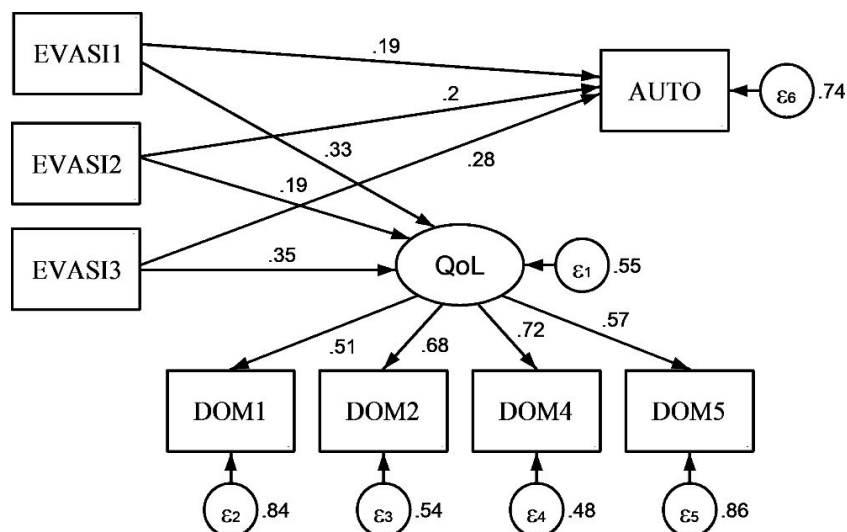 EVASI1
.19
AUTO
ε6
.74
.2
.33
.28
EVASI2
.19
EVASI3
.35
QoL
ε1
.55
.51
.68
.72
.57
DOM1
DOM2
DOM4
DOM5
ε2
.84
ε3
.54
ε4
.48
ε5
.86